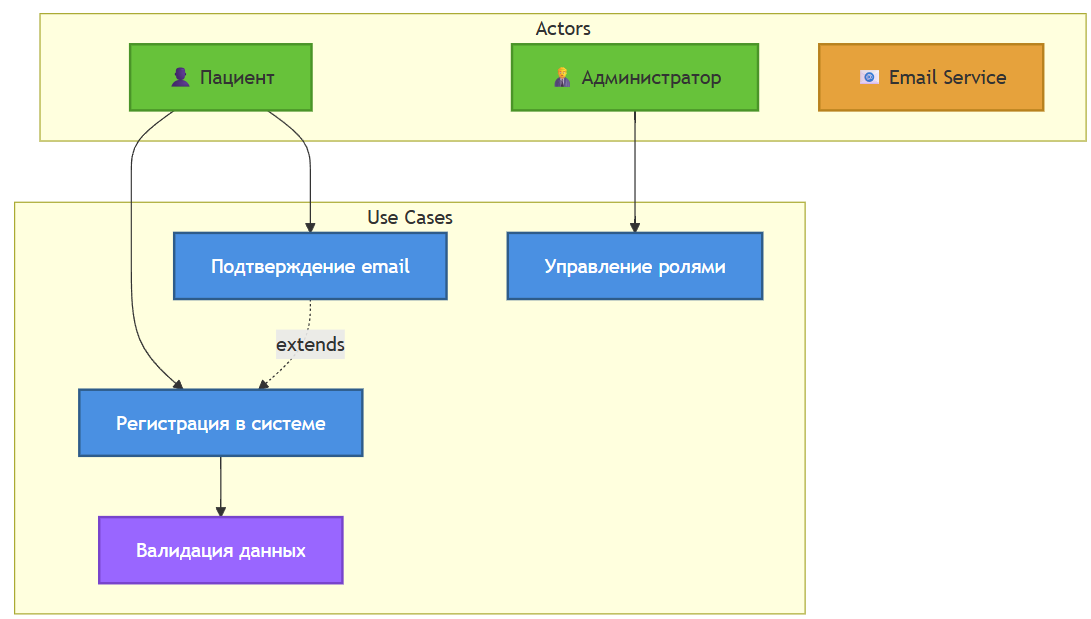 Actors
Пациент
Администратор
Email Service
Use Cases
Подтверждение email
Управление ролями
extends
Регистрация в системе
Валидация данных